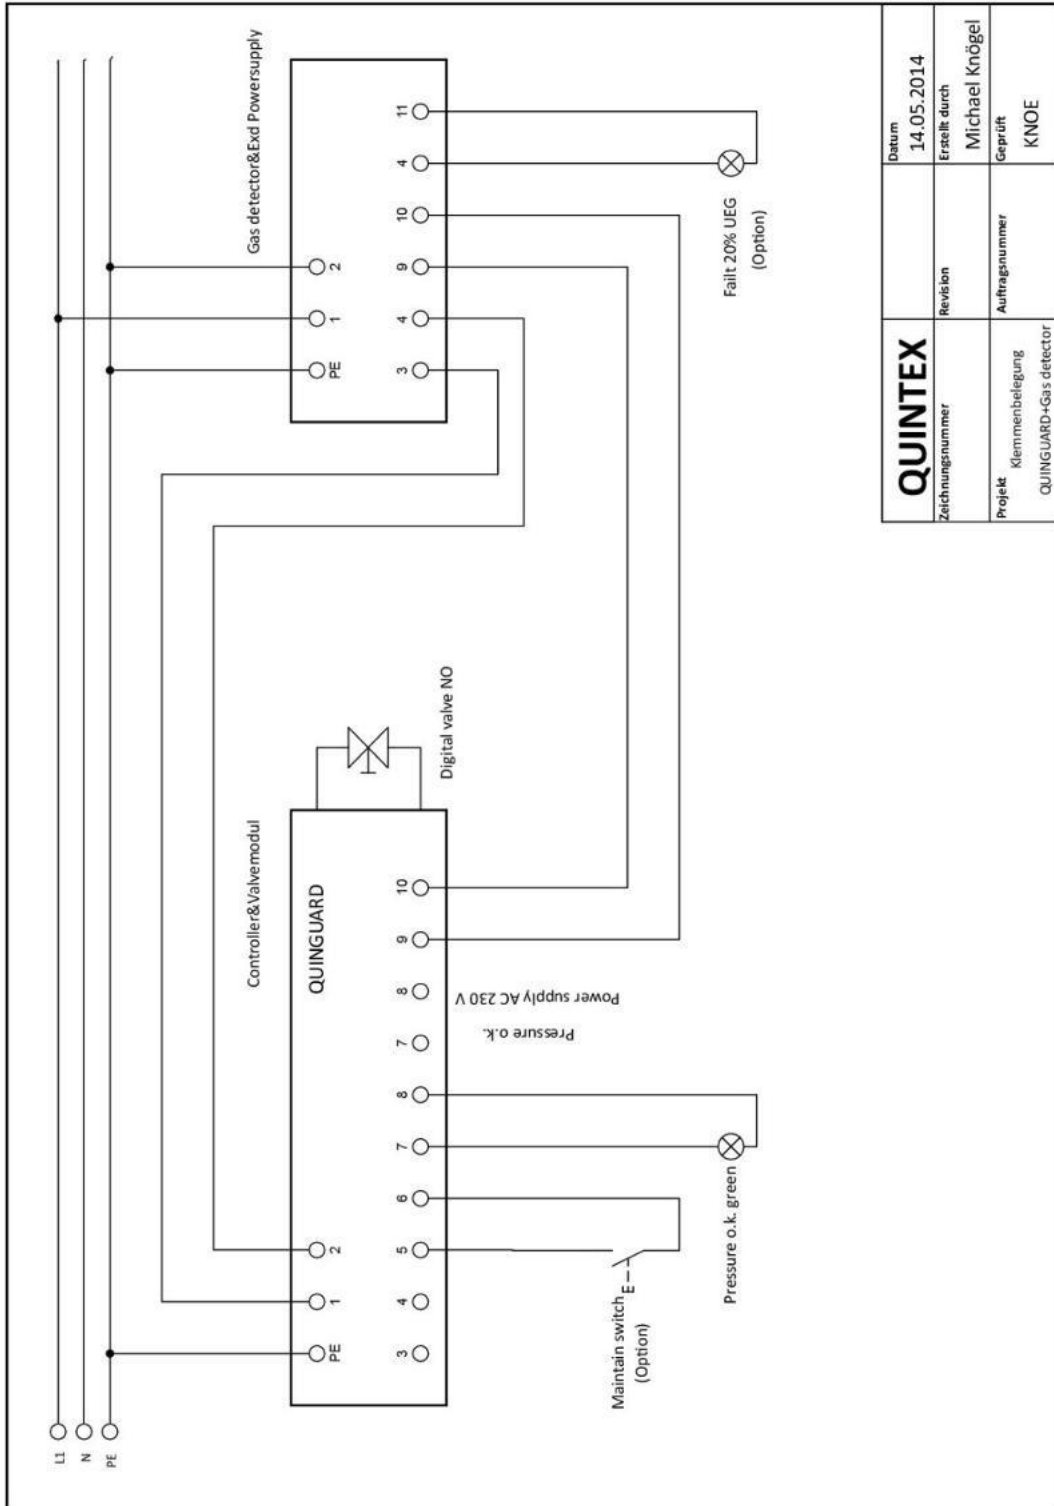 L1
N
PE
Controller&Valvemodul
QUINGUARD
PE
1
2
3
4
5
6
7
8
7
8
9
10
Digital valve NO
Pressure o.k.
Power supply AC 230 V
Maintain switch
(Option)
E
Pressure o.k. green
Gas detector&Exd Powersupply
PE
1
2
3
4
9
10
4
11
Failt 20% UEG
(Option)
QUINTEX
Datum
14.05.2014
Zeichnungsnummer
Revision
Erstellt durch
Michael Knögel
Projekt
Klemmenbelegung
QUINGUARD+Gas detector
Auftragsnummer
Geprüft
KNOE